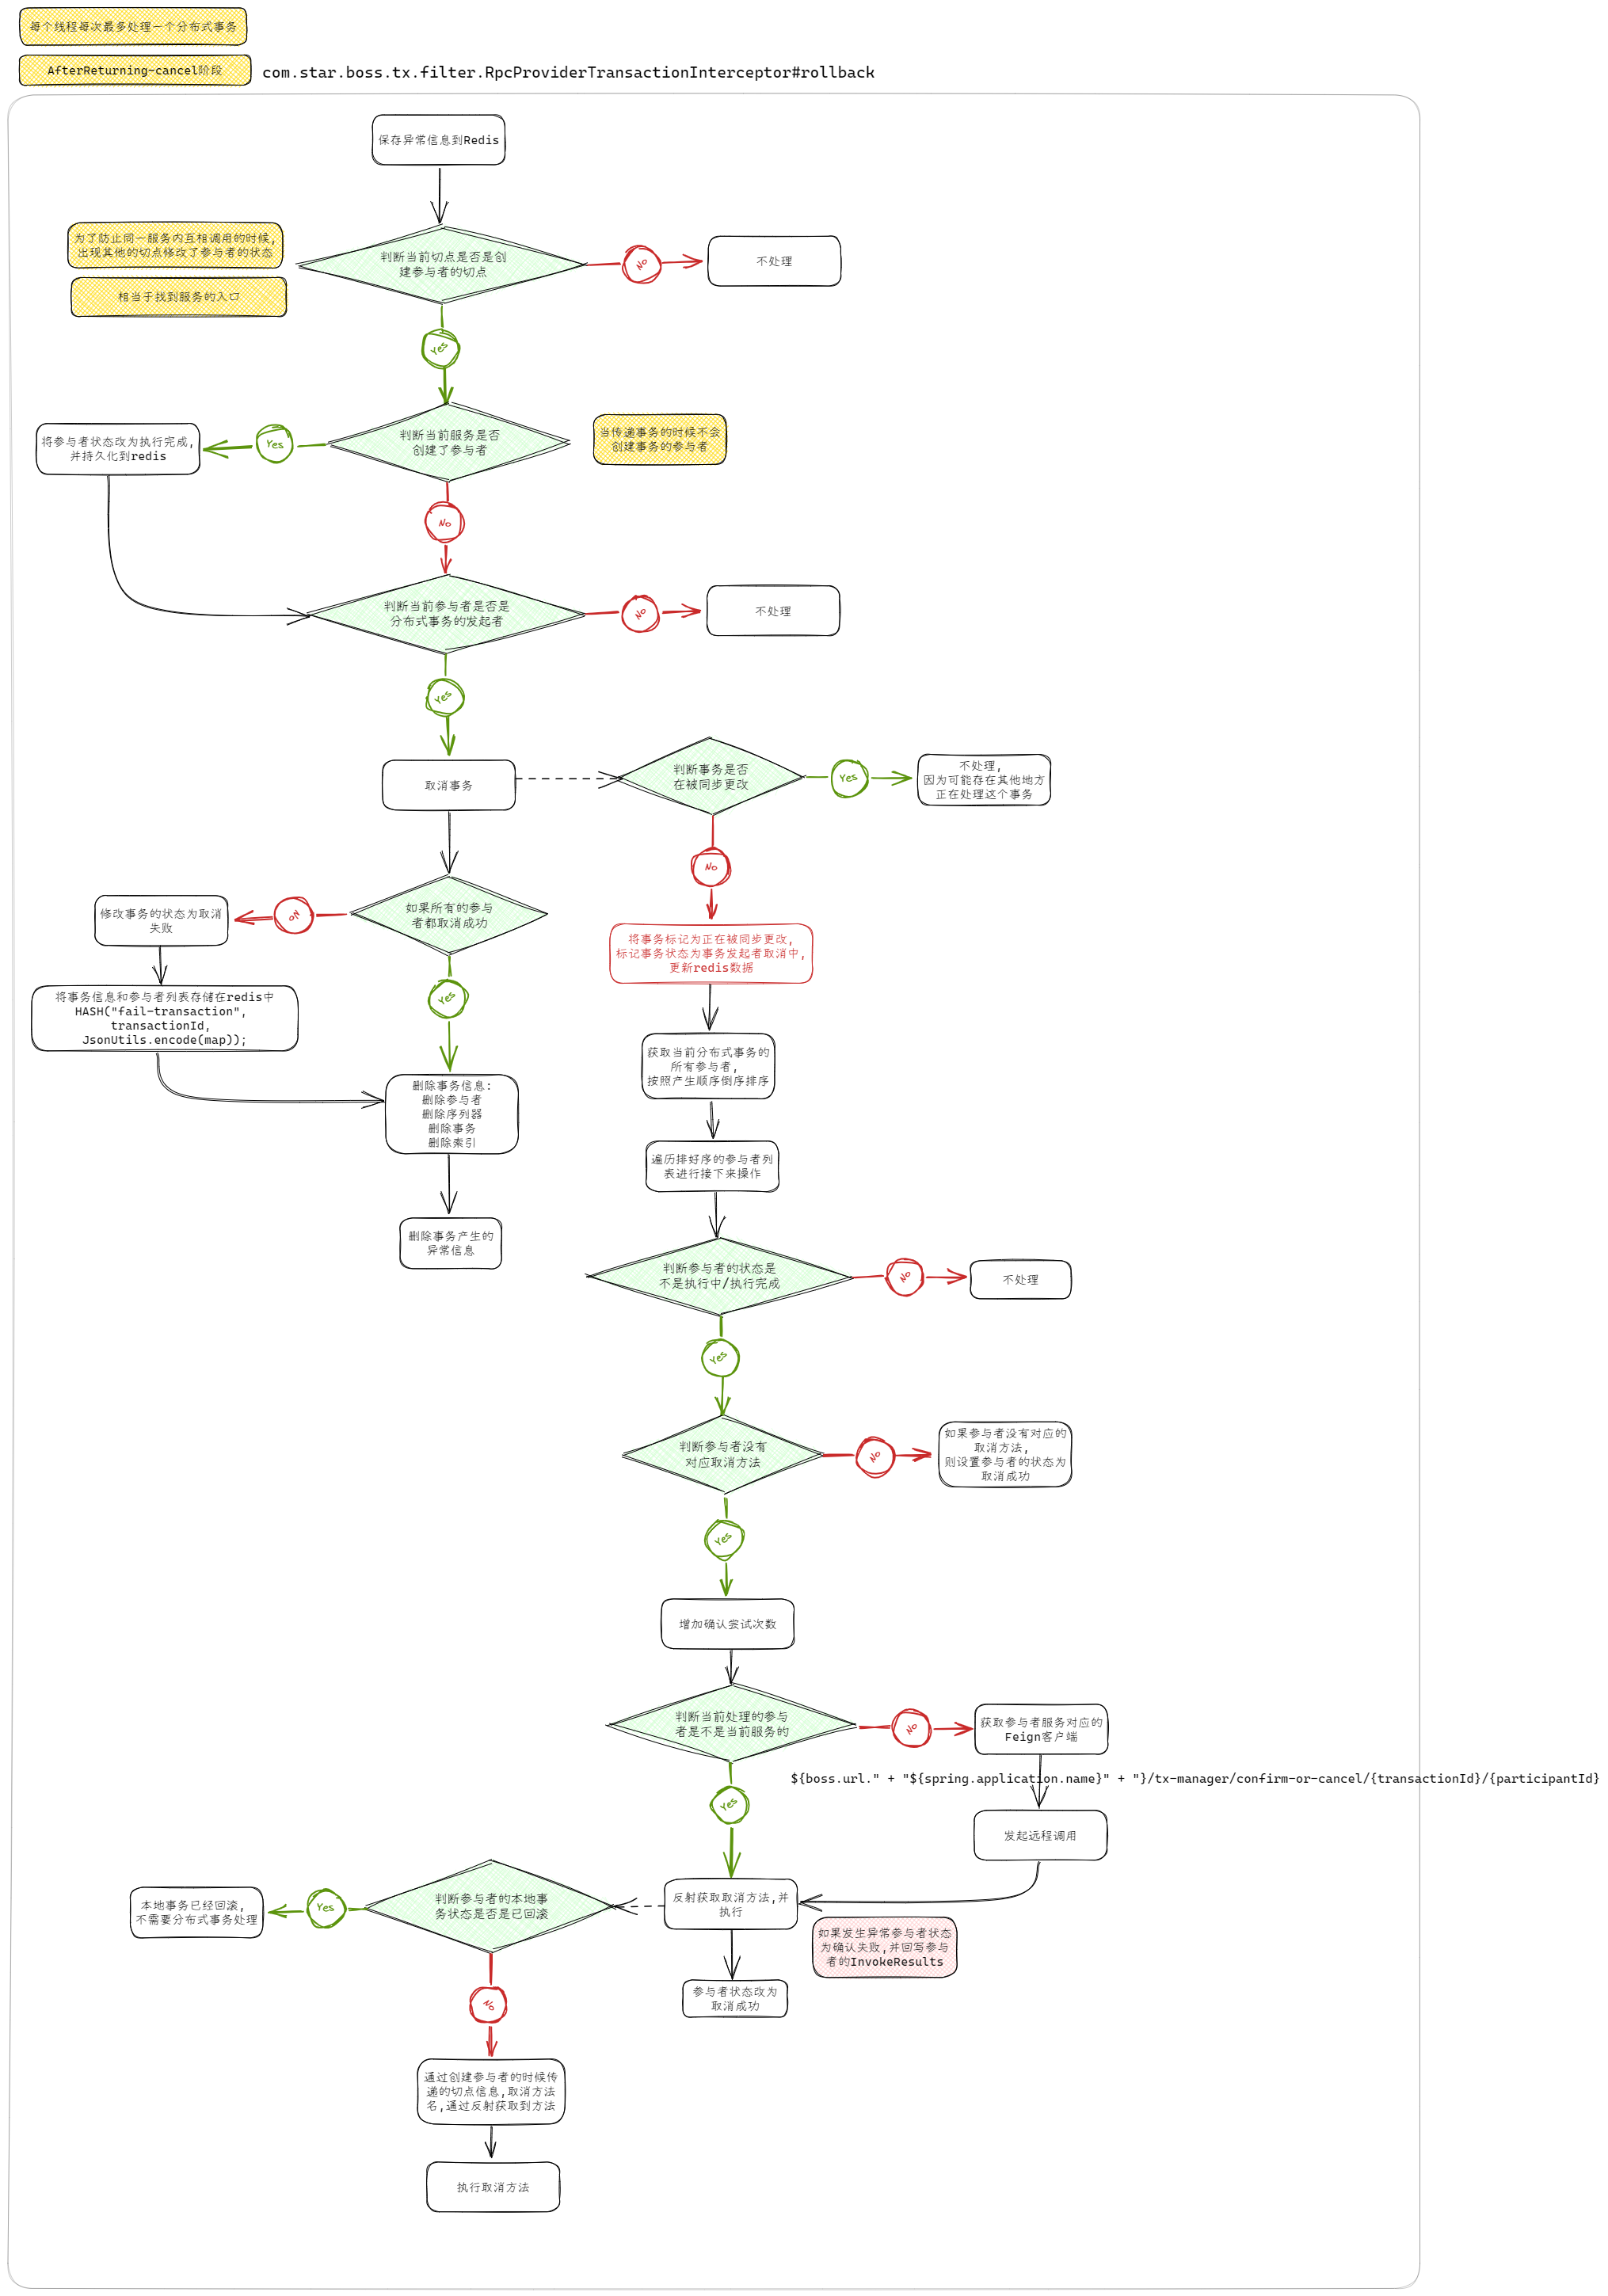 每个线程每次最多处理一个分布式事务
AfterReturning-cancel阶段
com.star.boss.tx.filter.RpcProviderTransactionInterceptor#rollback
保存异常信息到Redis
为了防止同一服务内互相调用的时候,
出现其他的切点修改了参与者的状态
相当于找到服务的入口
判断当前切点是否是创
建参与者的切点
No
不处理
Yes
将参与者状态改为执行完成,
并持久化到redis
Yes
判断当前服务是否
创建了参与者
当传递事务的时候不会
创建事务的参与者
No
判断当前参与者是否是
分布式事务的发起者
No
不处理
Yes
取消事务
判断事务是否
在被同步更改
Yes
不处理,
因为可能存在其他地方
正在处理这个事务
No
修改事务的状态为取消
失败
No
如果所有的参与
者都取消成功
将事务标记为正在被同步更改,
标记事务状态为事务发起者取消中,
更新redis数据
Yes
将事务信息和参与者列表存储在redis中
HASH("fail-transaction",
transactionId,
JsonUtils.encode(map));
获取当前分布式事务的
所有参与者,
按照产生顺序倒序排序
删除事务信息:
删除参与者
删除序列器
删除事务
删除索引
遍历排好序的参与者列
表进行接下来操作
删除事务产生的
异常信息
判断参与者的状态是
不是执行中/执行完成
No
不处理
Yes
判断参与者没有
对应取消方法
No
如果参与者没有对应的
取消方法,
则设置参与者的状态为
取消成功
Yes
增加确认尝试次数
判断当前处理的参与
者是不是当前服务的
No
获取参与者服务对应的
Feign客户端
${boss.url." + "${spring.application.name}" + "}/tx-manager/confirm-or-cancel/{transactionId}/{participantId}
Yes
发起远程调用
本地事务已经回滚,
不需要分布式事务处理
Yes
判断参与者的本地事
务状态是否是已回滚
反射获取取消方法,并
执行
如果发生异常参与者状态
为确认失败,并回写参与
者的InvokeResults
No
参与者状态改为
取消成功
通过创建参与者的时候传
递的切点信息,取消方法
名,通过反射获取到方法
执行取消方法